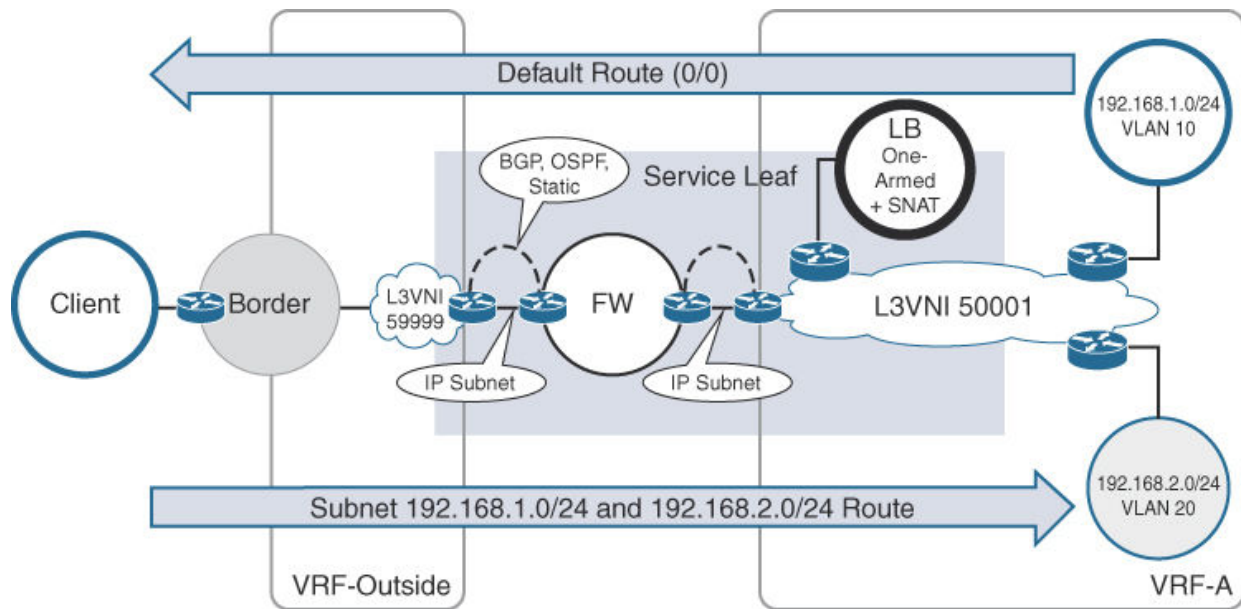 Default Route (0/0)
192.168.1.0/24
VLAN 10
LB
One-
Armed
+ SNAT
BGP, OSPF,
Static
Service Leaf
Client
Border
L3VNI
59999
FW
L3VNI 50001
IP Subnet
IP Subnet
192.168.2.0/24
VLAN 20
Subnet 192.168.1.0/24 and 192.168.2.0/24 Route
VRF-Outside
VRF-A